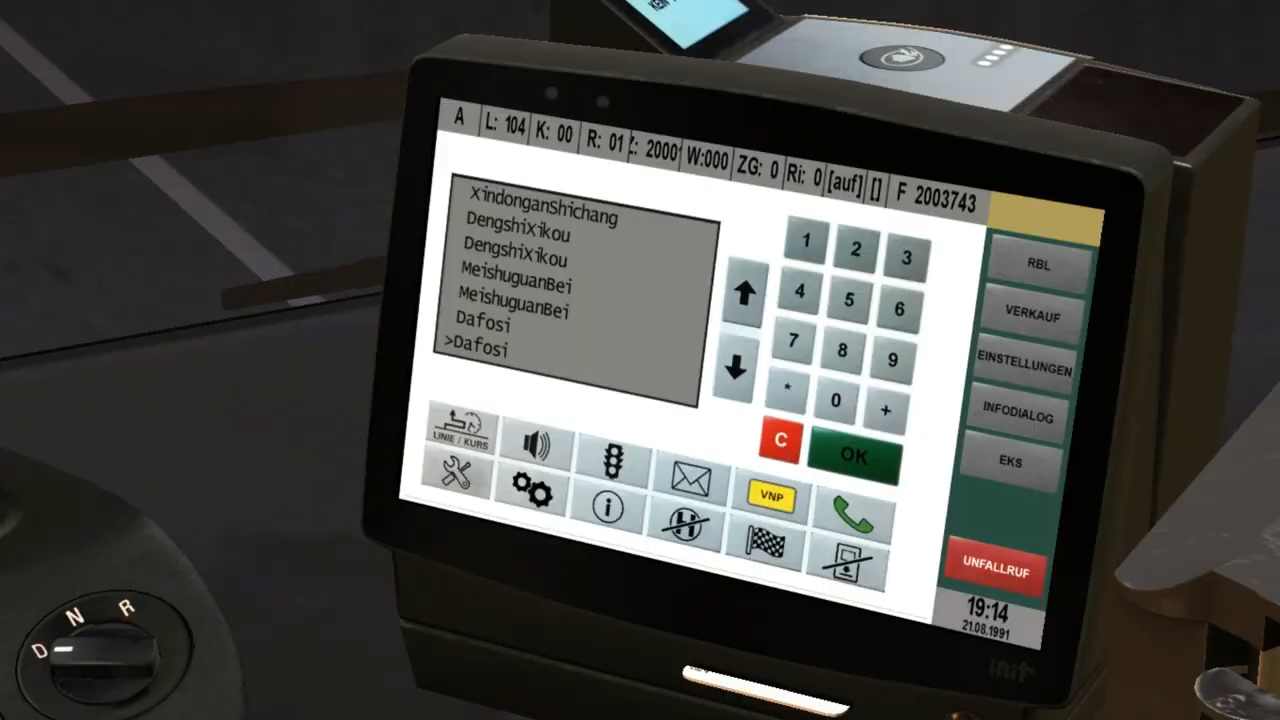 A L: 104 K: 00 R: 01 Z: 2000 W:000 ZG: 0 Ri: 0 [auf] [] F 2003743
XindonganShichang
DengshiXikou
DengshiXikou
MeishuguanBei
MeishuguanBei
Dafosi
>Dafosi
1 2 3
4 5 6
7 8 9
* 0 +
C OK
LINIE / KURS
VNP
i
H
RBL
VERKAUF
EINSTELLUNGEN
INFODIALOG
EKS
UNFALLRUF
19:14
21.08.1991
init
D N R